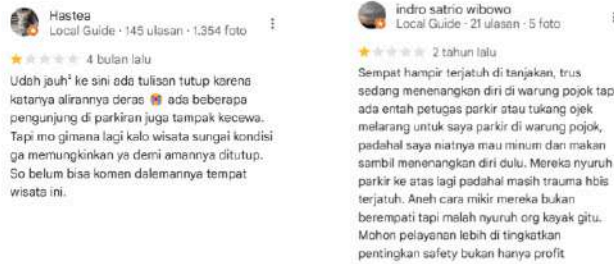 Hastea
Local Guide · 145 ulasan · 1.354 foto
4 bulan lalu
Udah jauh² ke sini ada tulisan tutup karena
katanya alirannya deras 😭 ada beberapa
pengunjung di parkiran juga tampak kecewa.
Tapi mo gimana lagi kalo wisata sungai kondisi
ga memungkinkan ya demi amannya ditutup.
So belum bisa komen dalemannya tempat
wisata ini.
indro satrio wibowo
Local Guide · 21 ulasan · 5 foto
2 tahun lalu
Sempat hampir terjatuh di tanjakan, trus
sedang menenangkan diri di warung pojok tap
ada entah petugas parkir atau tukang ojek
melarang untuk saya parkir di warung pojok,
padahal saya niatnya mau minum dan makan
sambil menenangkan diri dulu. Mereka nyuruh
parkir ke atas lagi padahal masih trauma hbis
terjatuh. Aneh cara mikir mereka bukan
berempati tapi malah nyuruh org kayak gitu.
Mohon pelayanan lebih di tingkatkan
pentingkan safety bukan hanya profit